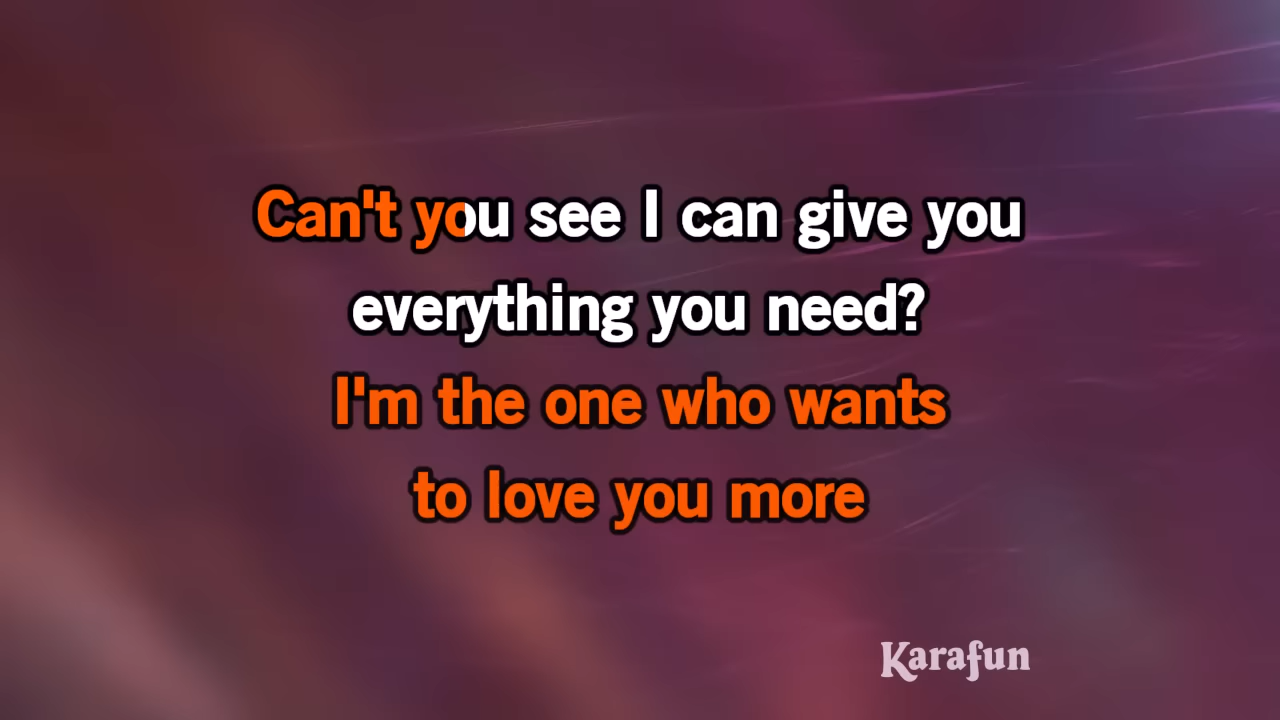 Can't you see I can give you
everything you need?
I'm the one who wants
to love you more
Karafun